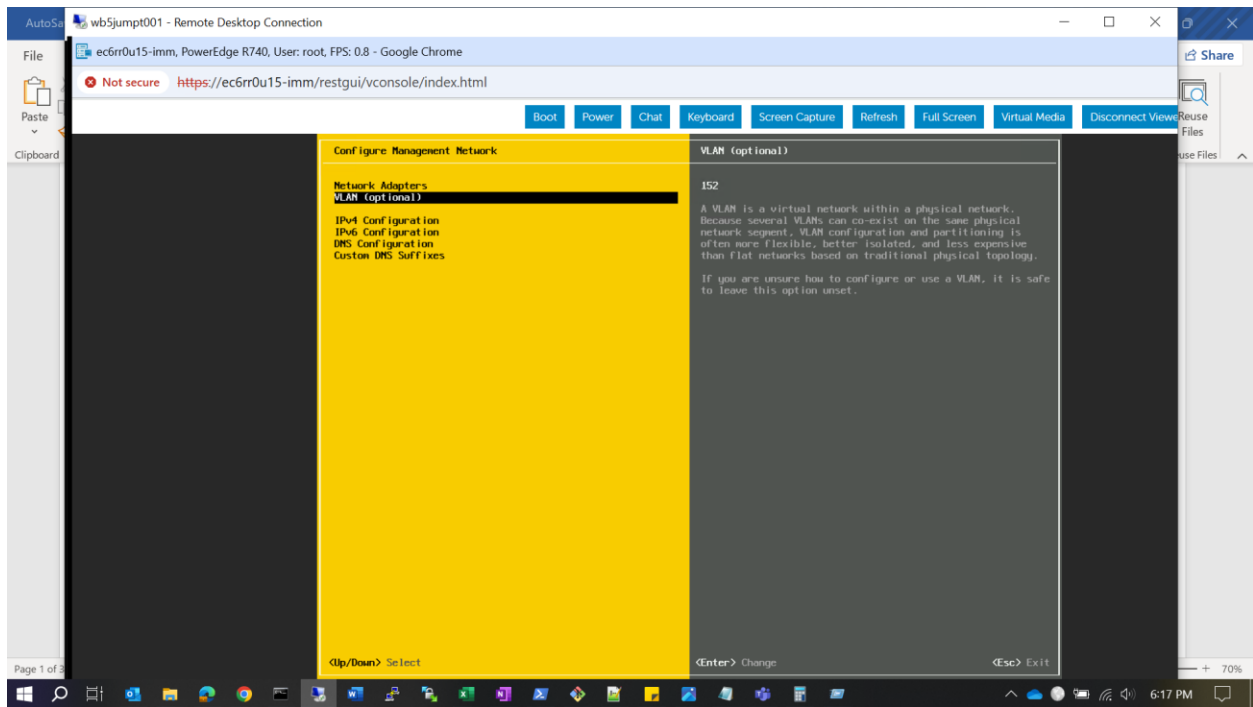 AutoSa
wb5jumpt001 - Remote Desktop Connection
File
ec6rr0u15-imm, PowerEdge R740, User: root, FPS: 0.8 - Google Chrome
Share
Not secure https://ec6rr0u15-imm/restgui/vconsole/index.html
Paste
Boot Power Chat Keyboard Screen Capture Refresh Full Screen Virtual Media Disconnect Viewe
Reuse
Files
Clipboard
use Files
Configure Management Network
Network Adapters
VLAN (optional)
IPv4 Configuration
IPv6 Configuration
DNS Configuration
Custom DNS Suffixes
<Up/Down> Select
VLAN (optional)
152
A VLAN is a virtual network within a physical network.
Because several VLANs can co-exist on the same physical
network segment, VLAN configuration and partitioning is
often more flexible, better isolated, and less expensive
than flat networks based on traditional physical topology.
If you are unsure how to configure or use a VLAN, it is safe
to leave this option unset.
<Enter> Change <Esc> Exit
Page 1 of 3
70%
6:17 PM